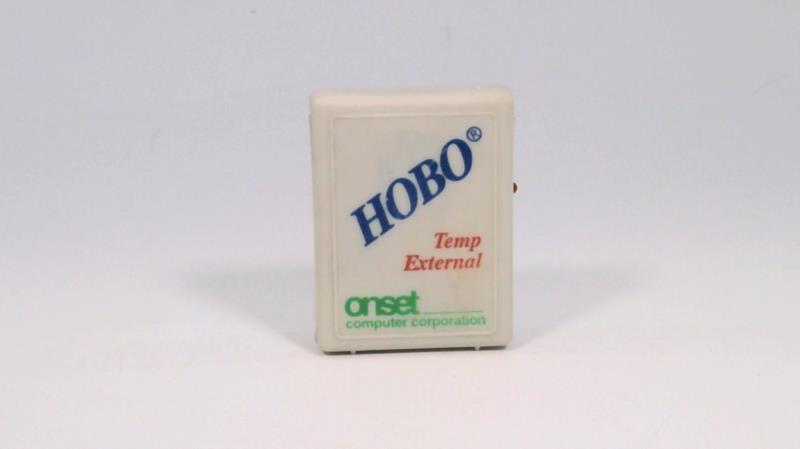 HOBO®
Temp
External
onset
computer corporation